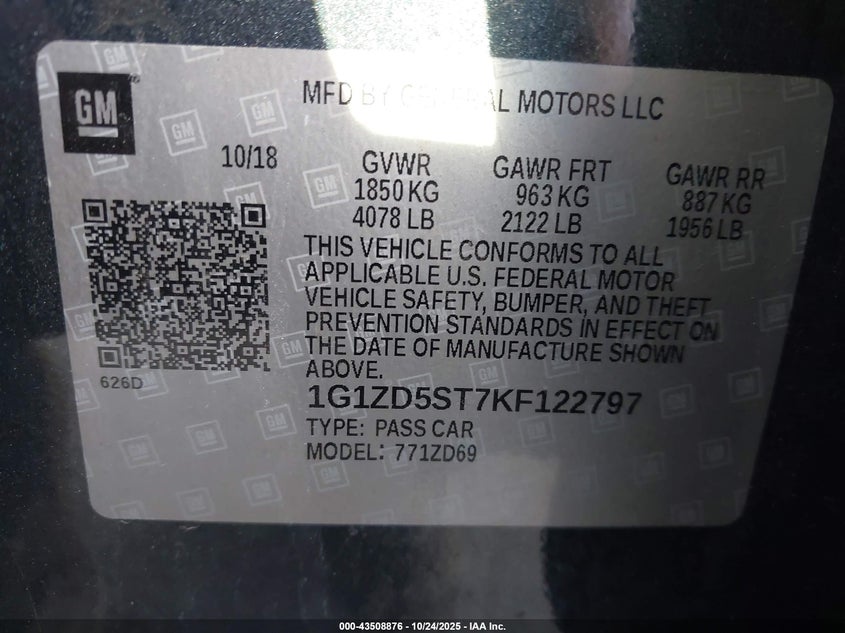 GM
MFD BY GENERAL MOTORS LLC
10/18
GVWR GAWR FRT GAWR RR
1850 KG 963 KG 887 KG
4078 LB 2122 LB 1956 LB
THIS VEHICLE CONFORMS TO ALL
APPLICABLE U.S. FEDERAL MOTOR
VEHICLE SAFETY, BUMPER, AND THEFT
PREVENTION STANDARDS IN EFFECT ON
THE DATE OF MANUFACTURE SHOWN
ABOVE.
626D
1G1ZD5ST7KF122797
TYPE: PASS CAR
MODEL: 771ZD69
000-43508876 - 10/24/2025 - IAA Inc.